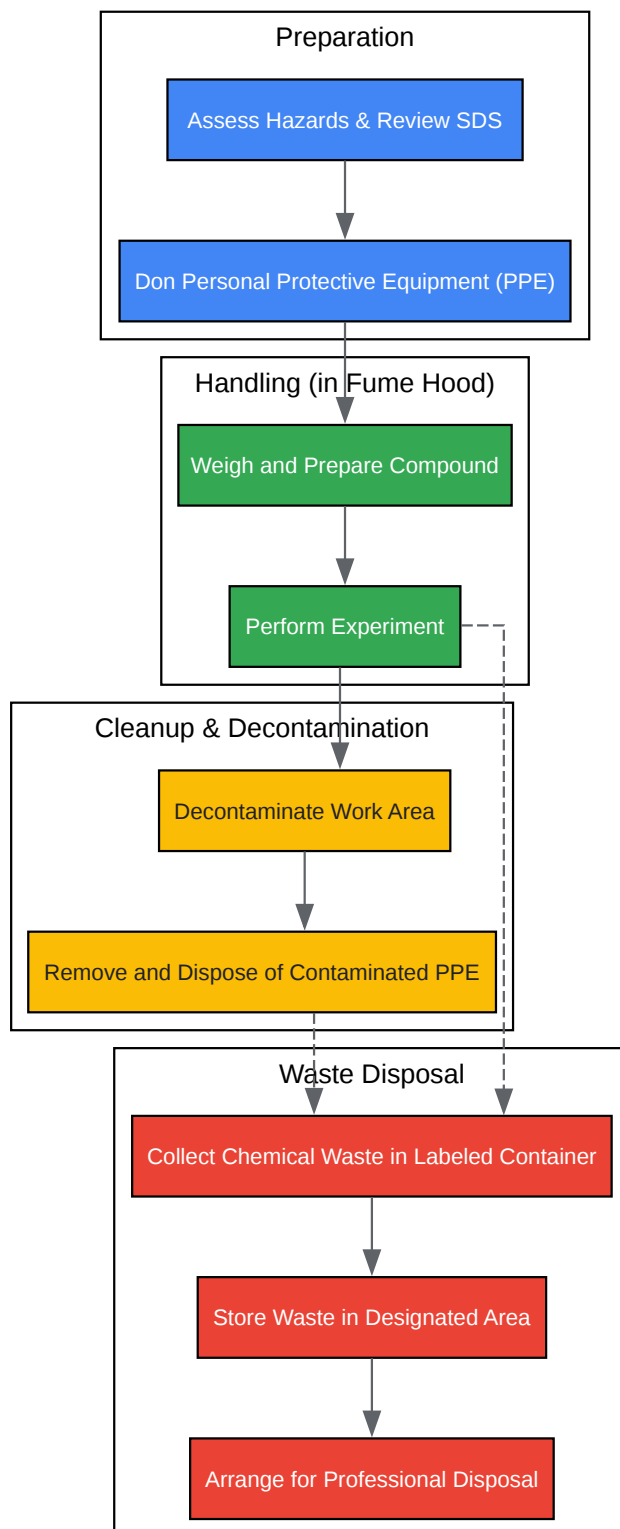 Preparation
Assess Hazards & Review SDS
Don Personal Protective Equipment (PPE)
Handling (in Fume Hood)
Weigh and Prepare Compound
Perform Experiment
Cleanup & Decontamination
Decontaminate Work Area
Remove and Dispose of Contaminated PPE
Waste Disposal
Collect Chemical Waste in Labeled Container
Store Waste in Designated Area
Arrange for Professional Disposal